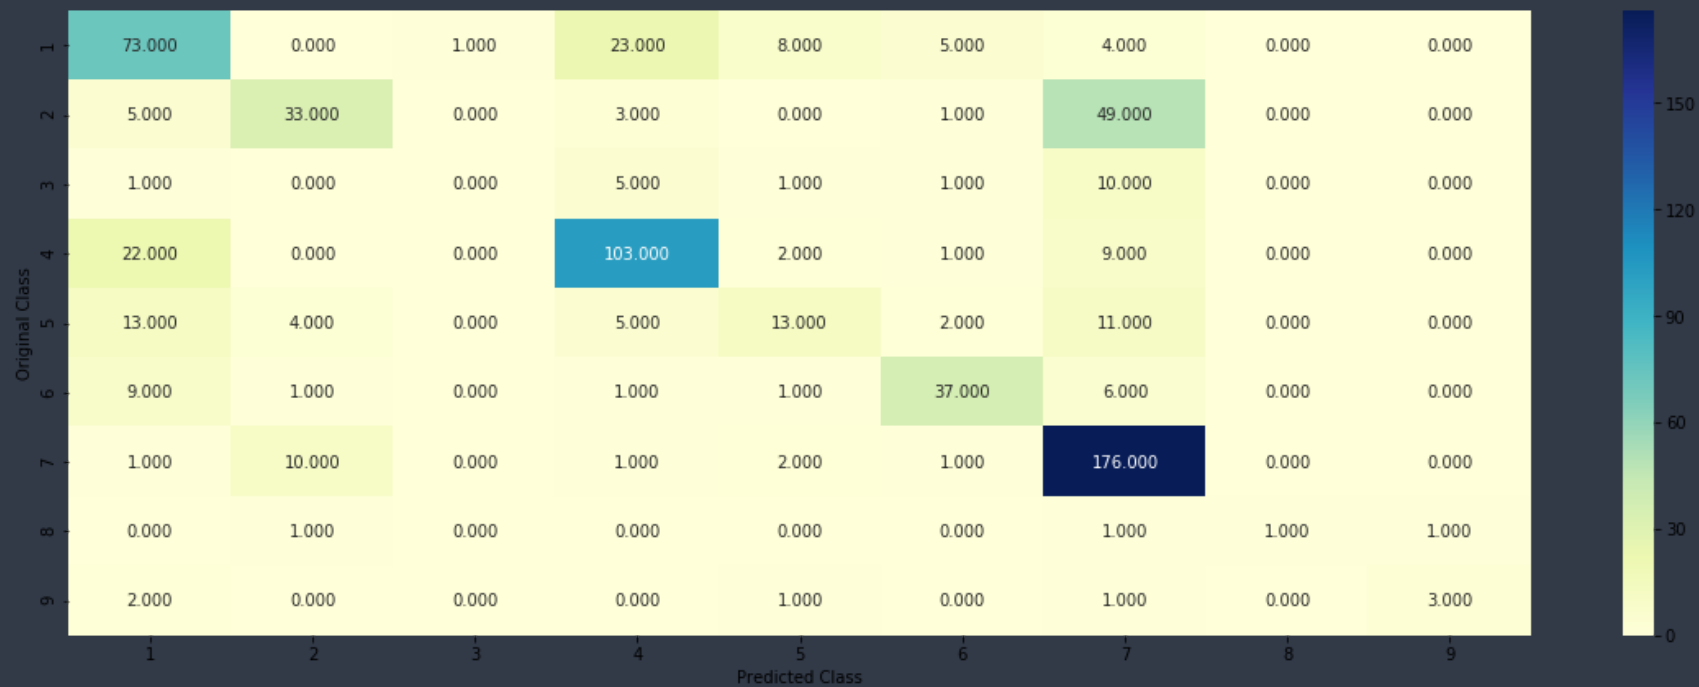 1 73.000 0.000 1.000 23.000 8.000 5.000 4.000 0.000 0.000
2 5.000 33.000 0.000 3.000 0.000 1.000 49.000 0.000 0.000
3 1.000 0.000 0.000 5.000 1.000 1.000 10.000 0.000 0.000
4 22.000 0.000 0.000 103.000 2.000 1.000 9.000 0.000 0.000
5 13.000 4.000 0.000 5.000 13.000 2.000 11.000 0.000 0.000
6 9.000 1.000 0.000 1.000 1.000 37.000 6.000 0.000 0.000
7 1.000 10.000 0.000 1.000 2.000 1.000 176.000 0.000 0.000
8 0.000 1.000 0.000 0.000 0.000 0.000 1.000 1.000 1.000
9 2.000 0.000 0.000 0.000 1.000 0.000 1.000 0.000 3.000
1 2 3 4 5 6 7 8 9
Predicted Class
Original Class
150
120
90
60
30
0